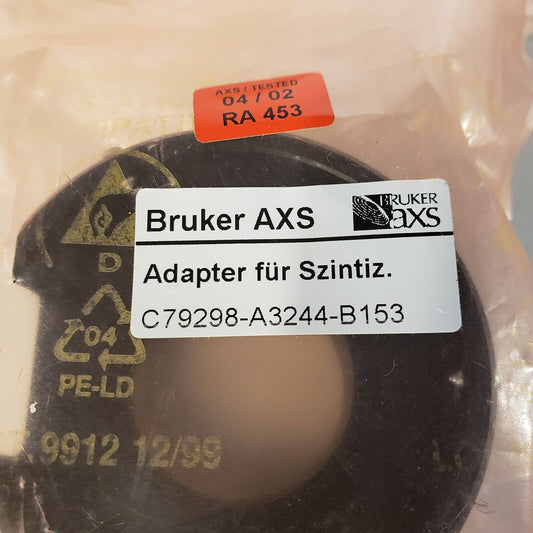 AXS / TESTED
04 / 02
RA 453
Bruker AXS
BRUKER
axs
Adapter für Szintiz.
C79298-A3244-B153
D
04
PE-LD
9912 12/99